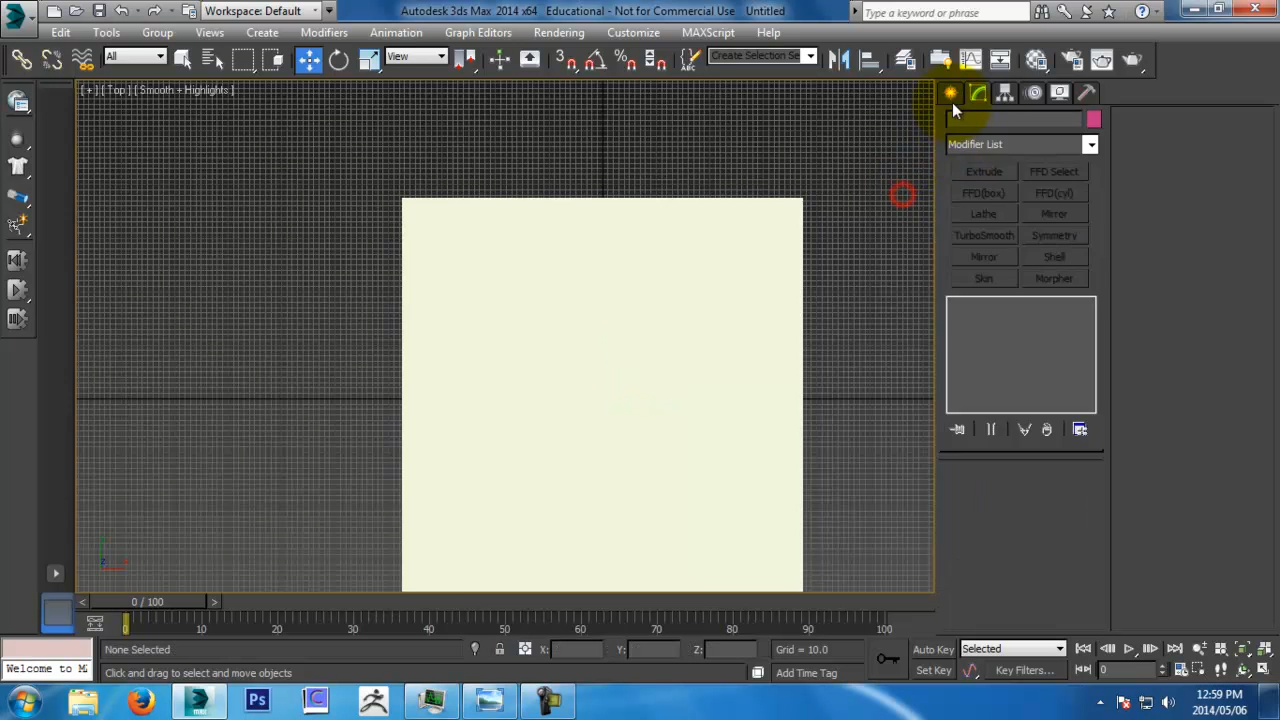 Workspace: Default
Autodesk 3ds Max 2014 x64    Educational - Not for Commercial Use    Untitled
Type a keyword or phrase
Edit Tools Group Views Create Modifiers Animation Graph Editors Rendering Customize MAXScript Help
All View 3 Create Selection Se
[ + ] [ Top ] [ Smooth + Highlights ]
Modifier List
Extrude FFD Select
FFD(box) FFD(cyl)
Lathe Mirror
TurboSmooth Symmetry
Mirror Shell
Skin Morpher
z
< 0 / 100 >
0 10 20 30 40 50 60 70 80 90 100
None Selected X: Y: Z: Grid = 10.0 Auto Key Selected
Welcome to M Click and drag to select and move objects Add Time Tag Set Key Key Filters... 0
Ps
12:59 PM
2014/05/06